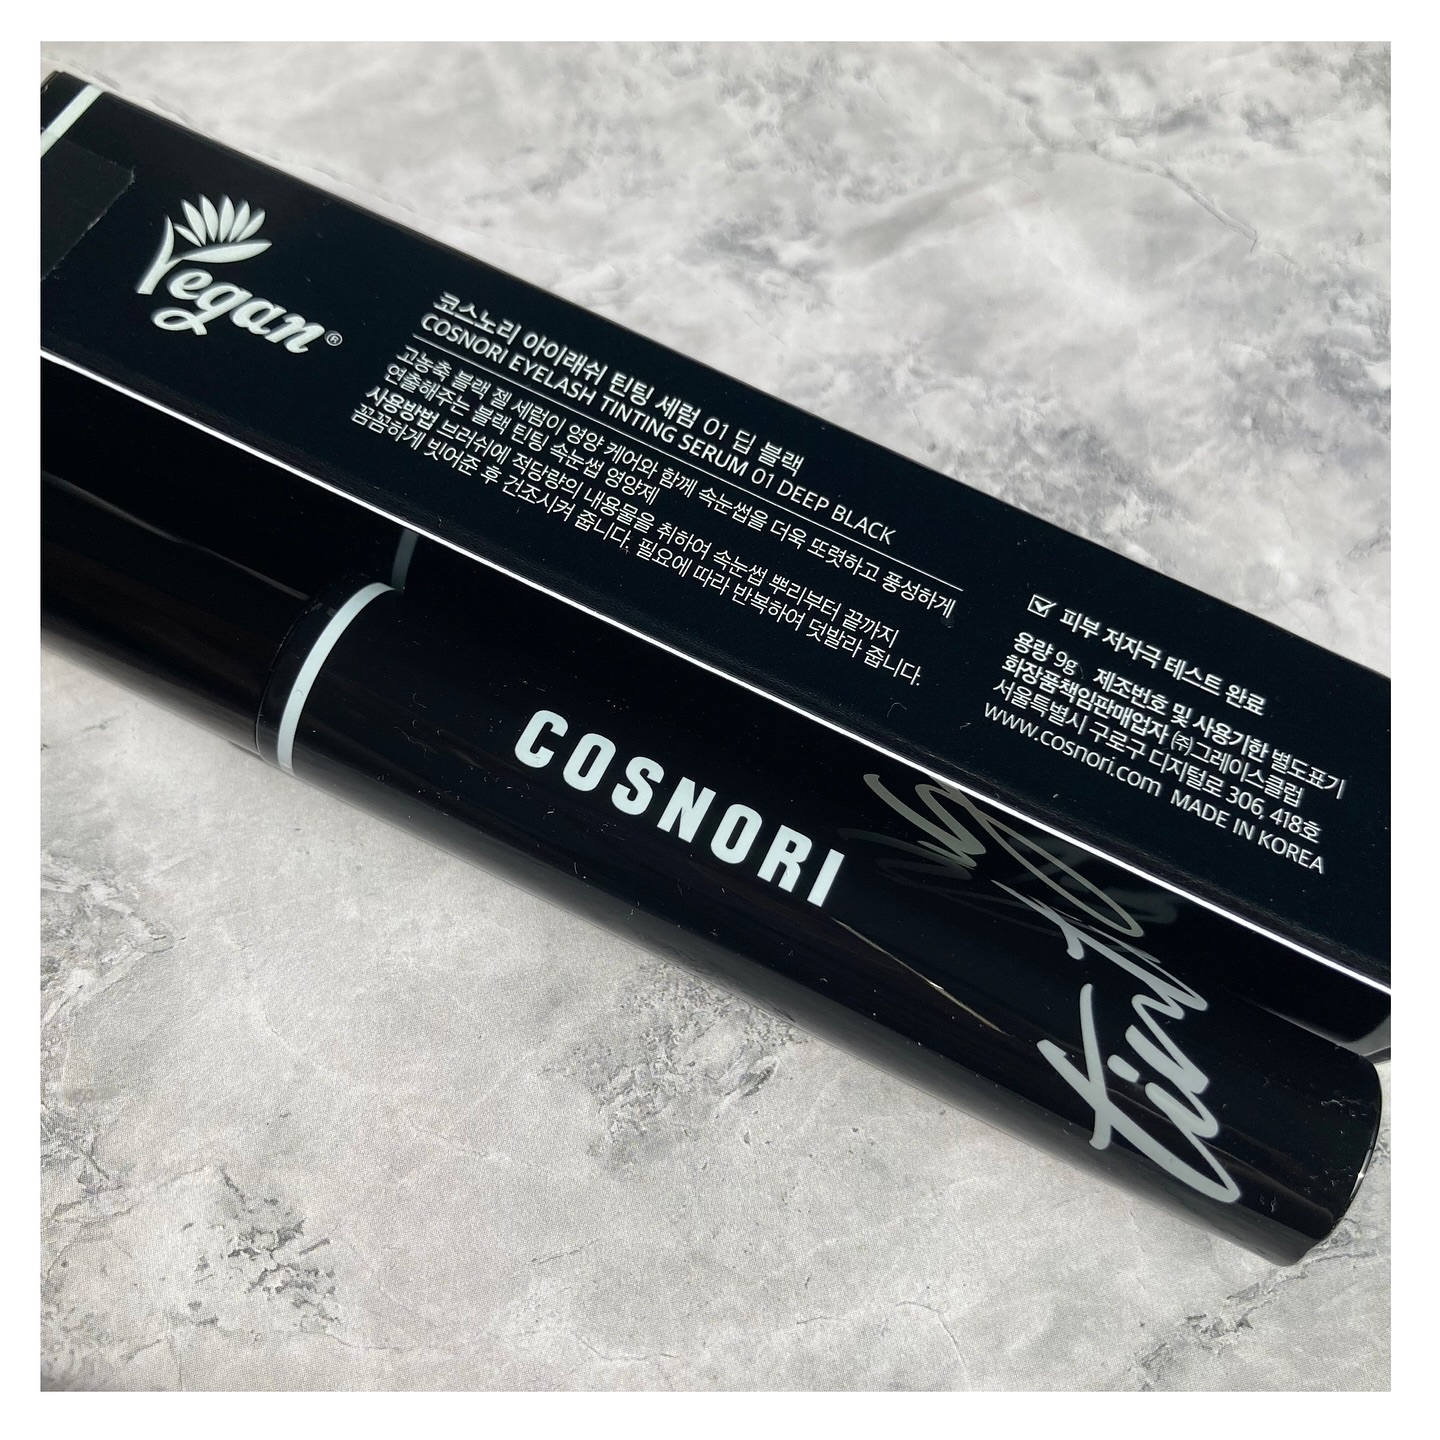 Vegan®
코스노리 아이래쉬 틴팅 세럼 01 딥 블랙
COSNORI EYELASH TINTING SERUM 01 DEEP BLACK
고농축 블랙 젤 세럼이 영양 케어와 함께 속눈썹을 더욱 또렷하고 풍성하게
연출해주는 블랙 틴팅 속눈썹 영양제
사용방법 브러쉬에 적당량의 내용물을 취하여 속눈썹 뿌리부터 끝까지
꼼꼼하게 빗어준 후 건조시켜 줍니다. 필요에 따라 반복하여 덧발라 줍니다.
피부 저자극 테스트 완료
용량 9g 제조번호 및 사용기한 별도표기
화장품책임판매업자 ㈜그레이스클럽
서울특별시 구로구 디지털로 306, 418호
www.cosnori.com MADE IN KOREA
COSNORI